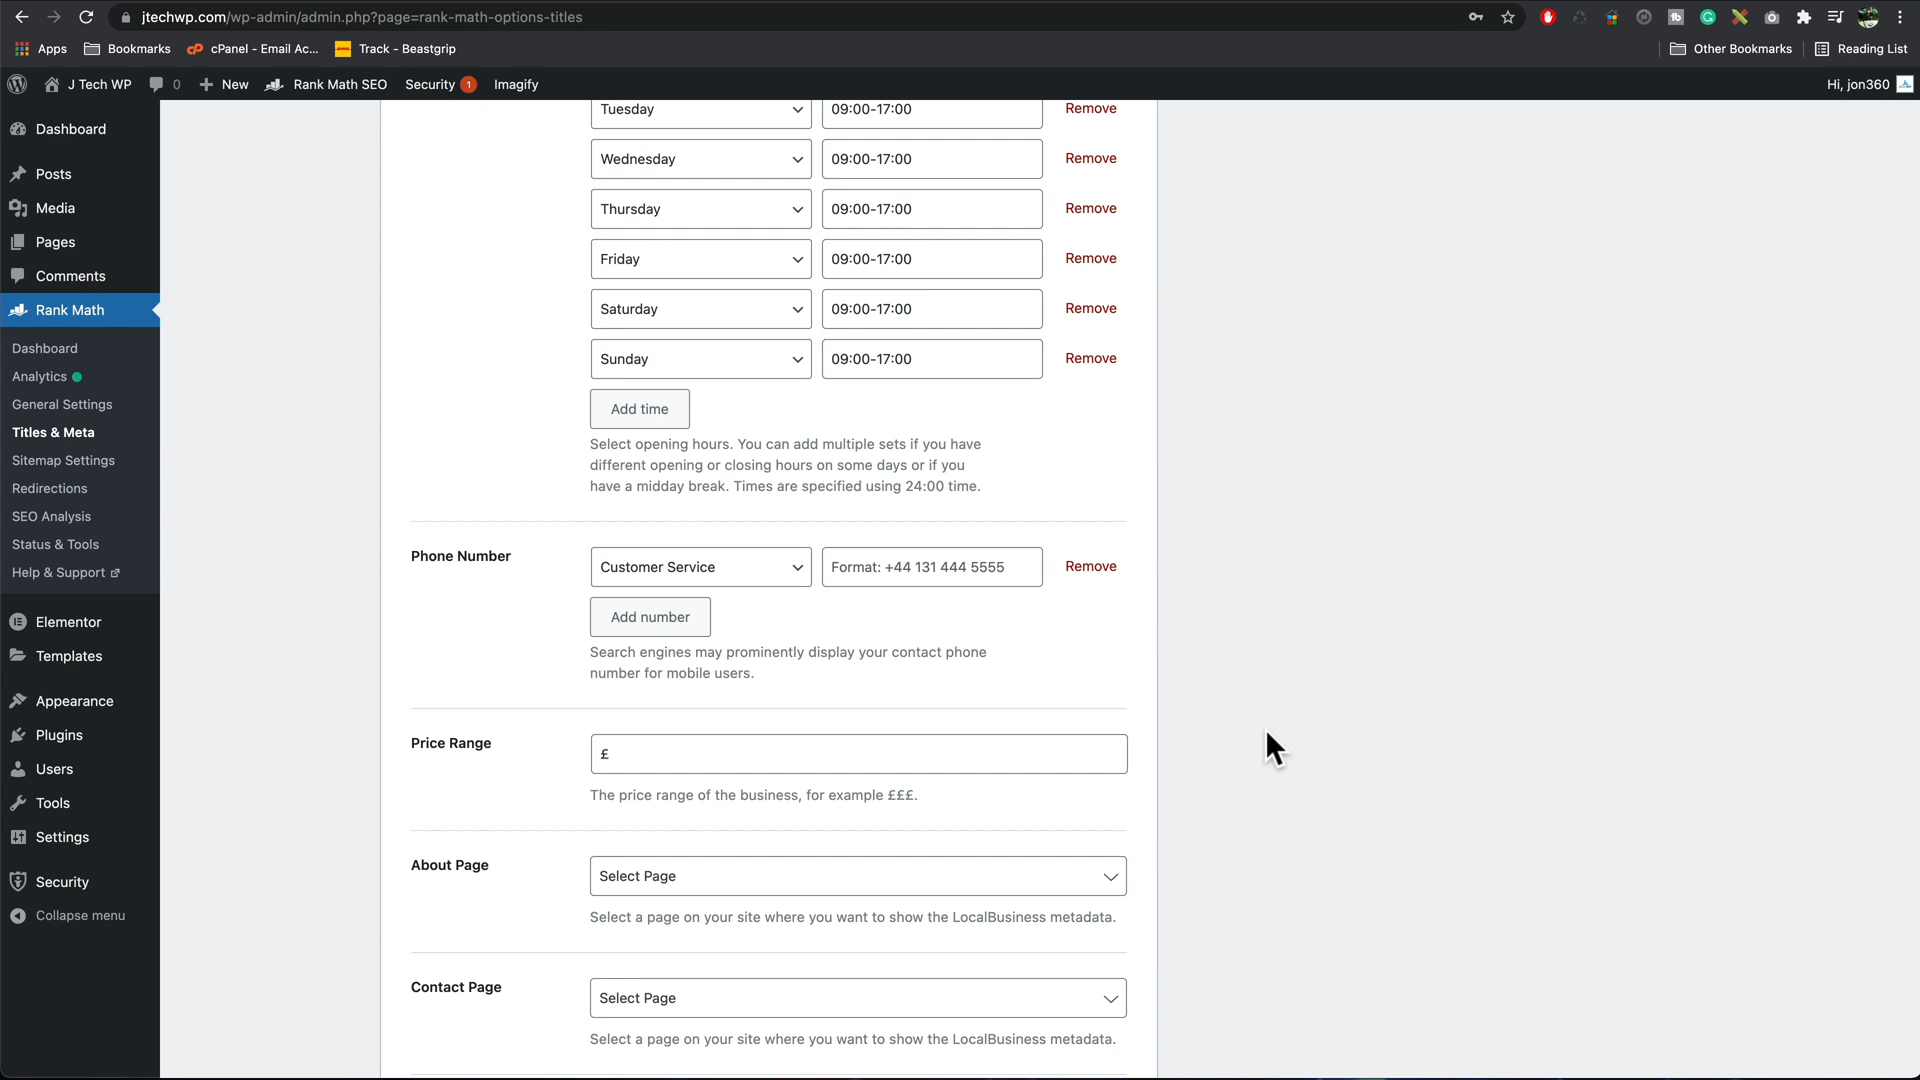 jtechwp.com/wp-admin/admin.php?page=rank-math-options-titles
Apps Bookmarks cPanel - Email Ac... Track - Beastgrip Other Bookmarks Reading List
J Tech WP 0 New Rank Math SEO Security 1 Imagify Hi, jon360
Dashboard
Posts
Media
Pages
Comments
Rank Math
Dashboard
Analytics
General Settings
Titles & Meta
Sitemap Settings
Redirections
SEO Analysis
Status & Tools
Help & Support
Elementor
Templates
Appearance
Plugins
Users
Tools
Settings
Security
Collapse menu
Tuesday 09:00-17:00 Remove
Wednesday 09:00-17:00 Remove
Thursday 09:00-17:00 Remove
Friday 09:00-17:00 Remove
Saturday 09:00-17:00 Remove
Sunday 09:00-17:00 Remove
Add time
Select opening hours. You can add multiple sets if you have
different opening or closing hours on some days or if you
have a midday break. Times are specified using 24:00 time.
Phone Number Customer Service Format: +44 131 444 5555 Remove
Add number
Search engines may prominently display your contact phone
number for mobile users.
Price Range £
The price range of the business, for example £££.
About Page Select Page
Select a page on your site where you want to show the LocalBusiness metadata.
Contact Page Select Page
Select a page on your site where you want to show the LocalBusiness metadata.